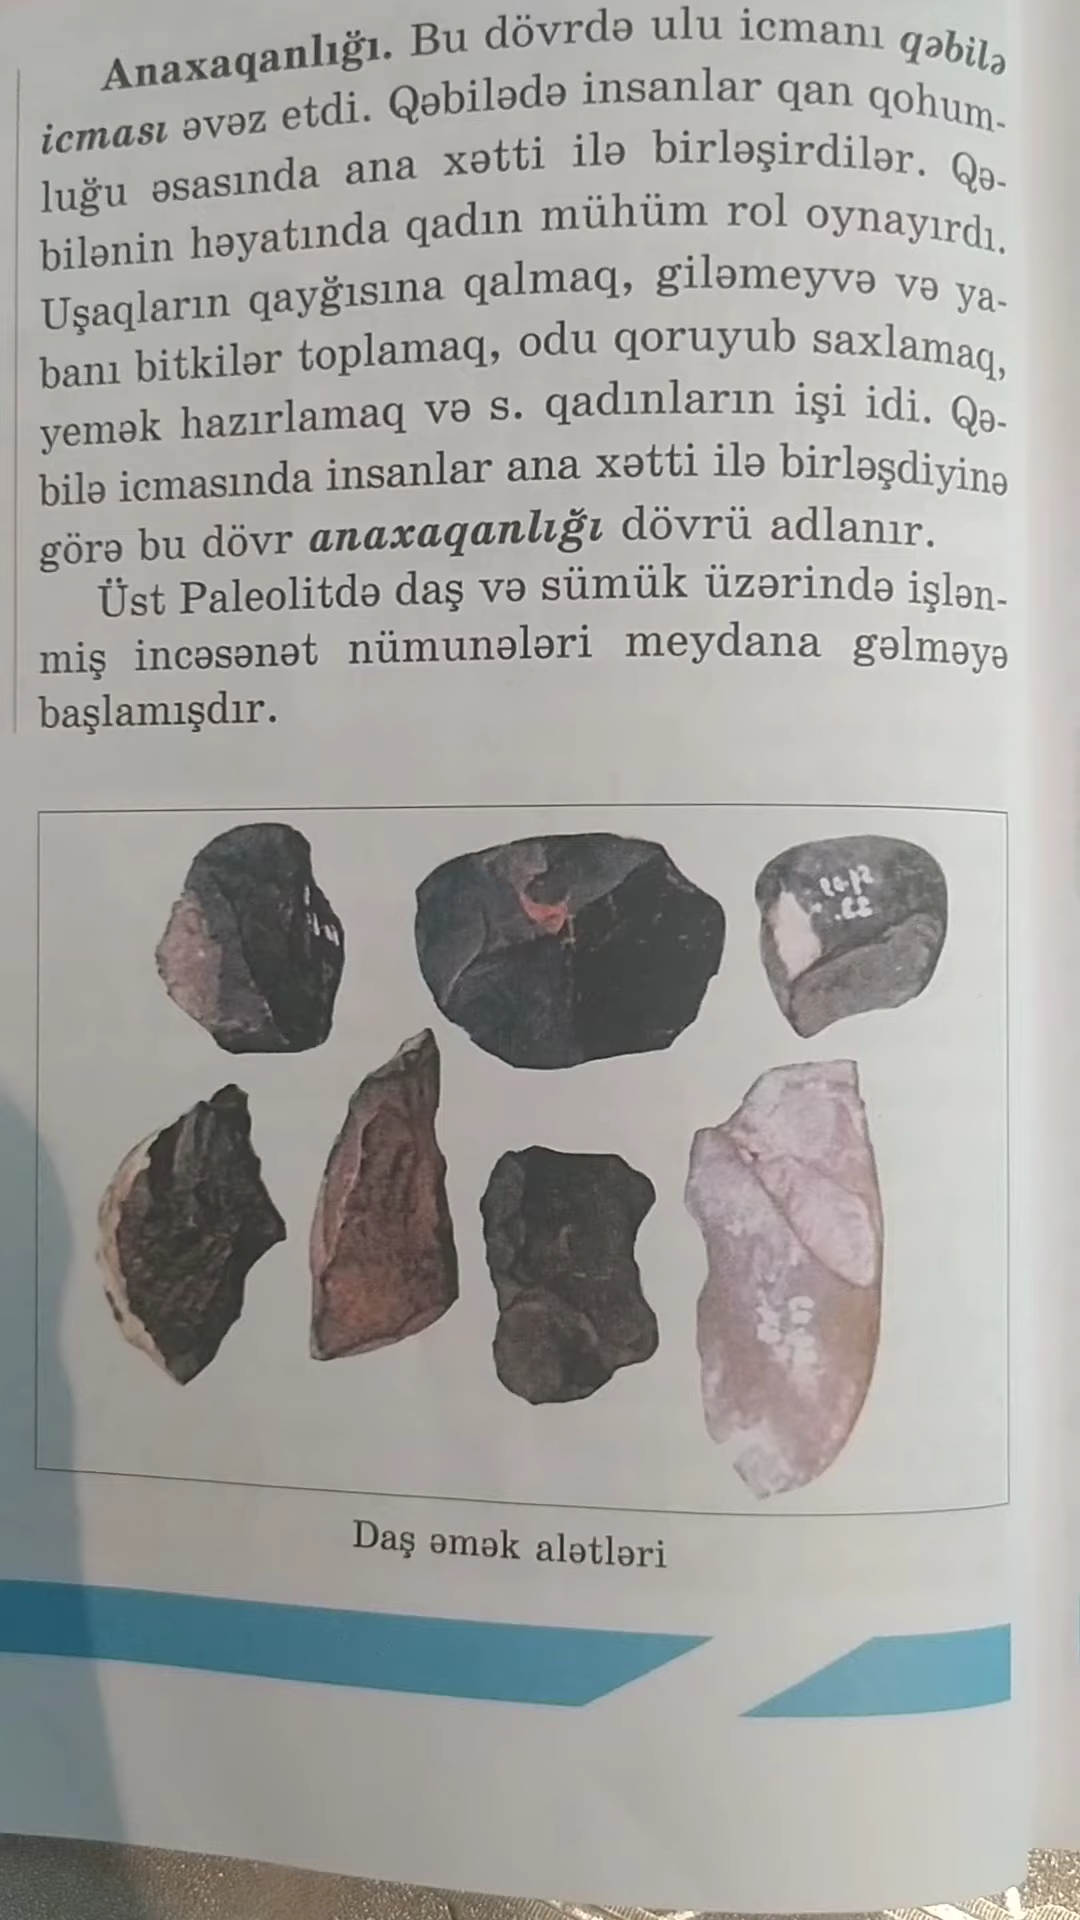 Anaxaqanlığı. Bu dövrdə ulu icmanı qəbilə
icması əvəz etdi. Qəbilədə insanlar qan qohum-
luğu əsasında ana xətti ilə birləşirdilər. Qə-
bilənin həyatında qadın mühüm rol oynayırdı.
Uşaqların qayğısına qalmaq, giləmeyvə və ya-
banı bitkilər toplamaq, odu qoruyub saxlamaq,
yemək hazırlamaq və s. qadınların işi idi. Qə-
bilə icmasında insanlar ana xətti ilə birləşdiyinə
görə bu dövr anaxaqanlığı dövrü adlanır.
Üst Paleolitdə daş və sümük üzərində işlən-
miş incəsənət nümunələri meydana gəlməyə
başlamışdır.
Daş əmək alətləri